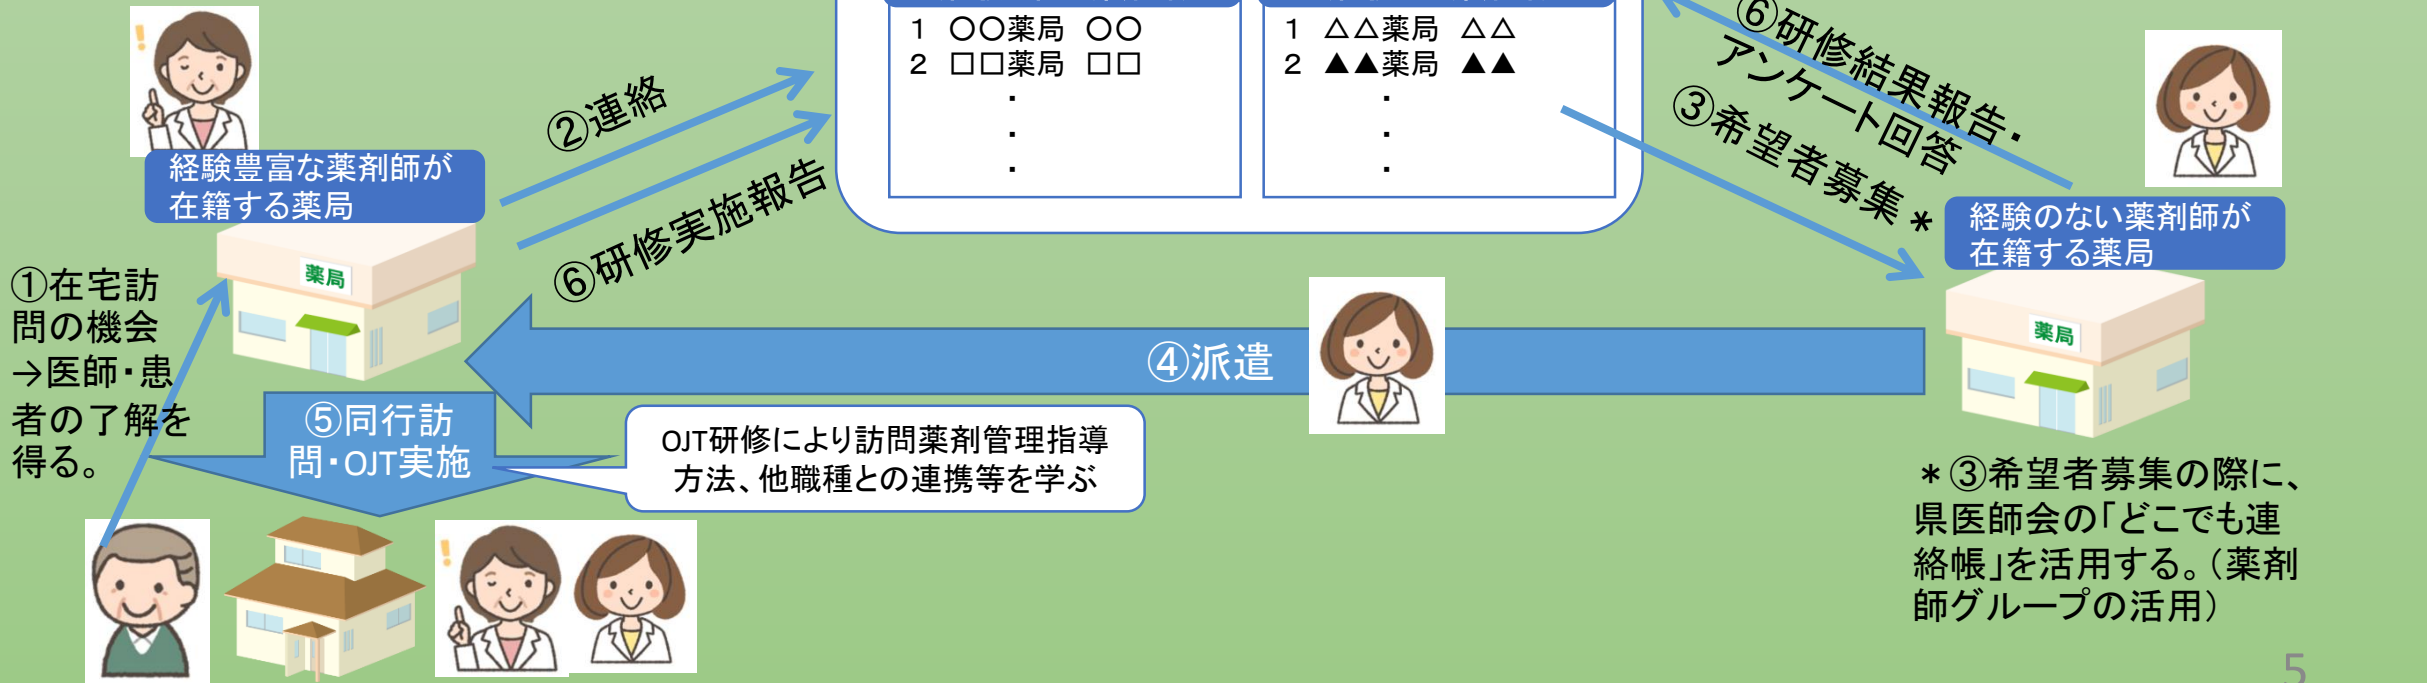 1 〇〇薬局 〇〇
2 □□薬局 □□
・
・
・
1 △△薬局 △△
2 ▲▲薬局 ▲▲
・
・
・
②連絡
⑥研修実施報告
⑥研修結果報告・
アンケート回答
③希望者募集*
経験豊富な薬剤師が
在籍する薬局
経験のない薬剤師が
在籍する薬局
薬局
薬局
①在宅訪
問の機会
→医師・患
者の了解を
得る。
④派遣
⑤同行訪
問・OJT実施
OJT研修により訪問薬剤管理指導
方法、他職種との連携等を学ぶ
*③希望者募集の際に、
県医師会の「どこでも連
絡帳」を活用する。(薬剤
師グループの活用)
5